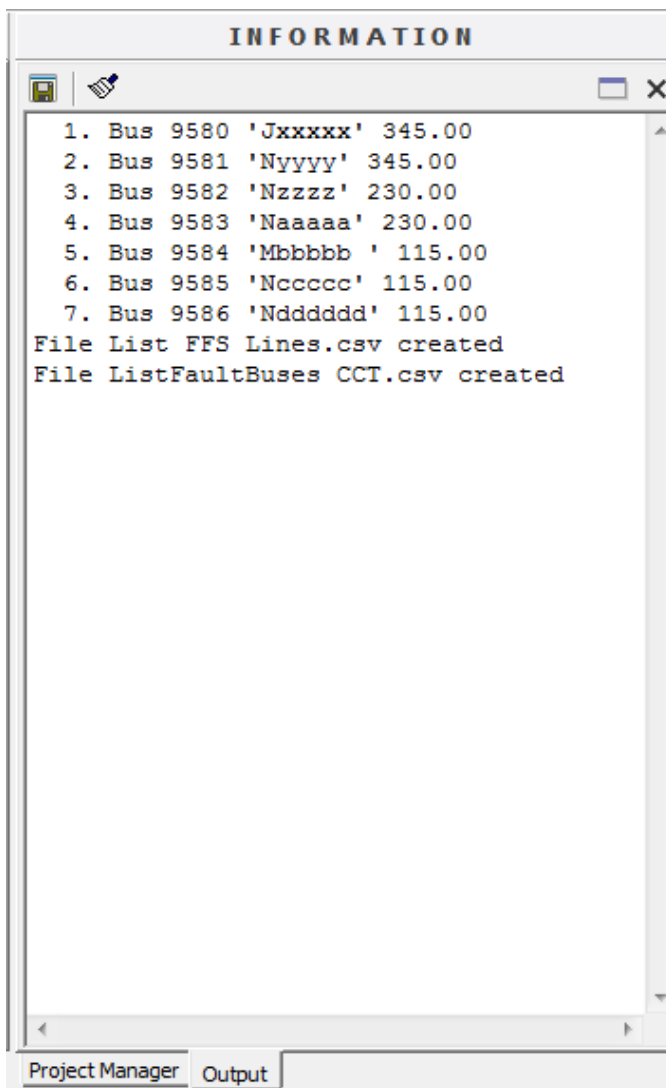 INFORMATION
1. Bus 9580 'Jxxxxx' 345.00
2. Bus 9581 'Nyyyy' 345.00
3. Bus 9582 'Nzzzz' 230.00
4. Bus 9583 'Naaaaa' 230.00
5. Bus 9584 'Mbbbbb ' 115.00
6. Bus 9585 'Nccccc' 115.00
7. Bus 9586 'Ndddddd' 115.00
File List FFS Lines.csv created
File ListFaultBuses CCT.csv created
Project Manager Output